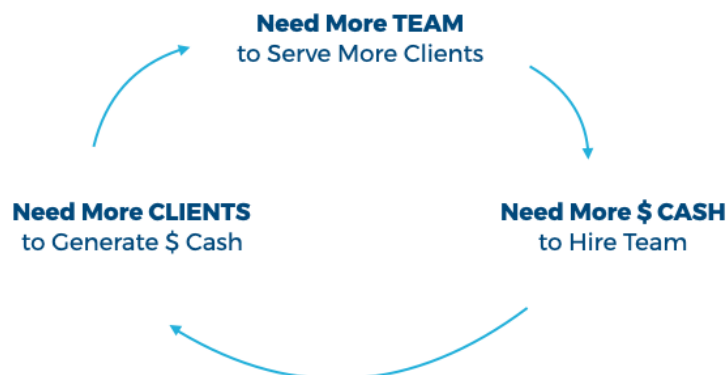 Need More TEAM
to Serve More Clients
Need More CLIENTS
to Generate $ Cash
Need More $ CASH
to Hire Team